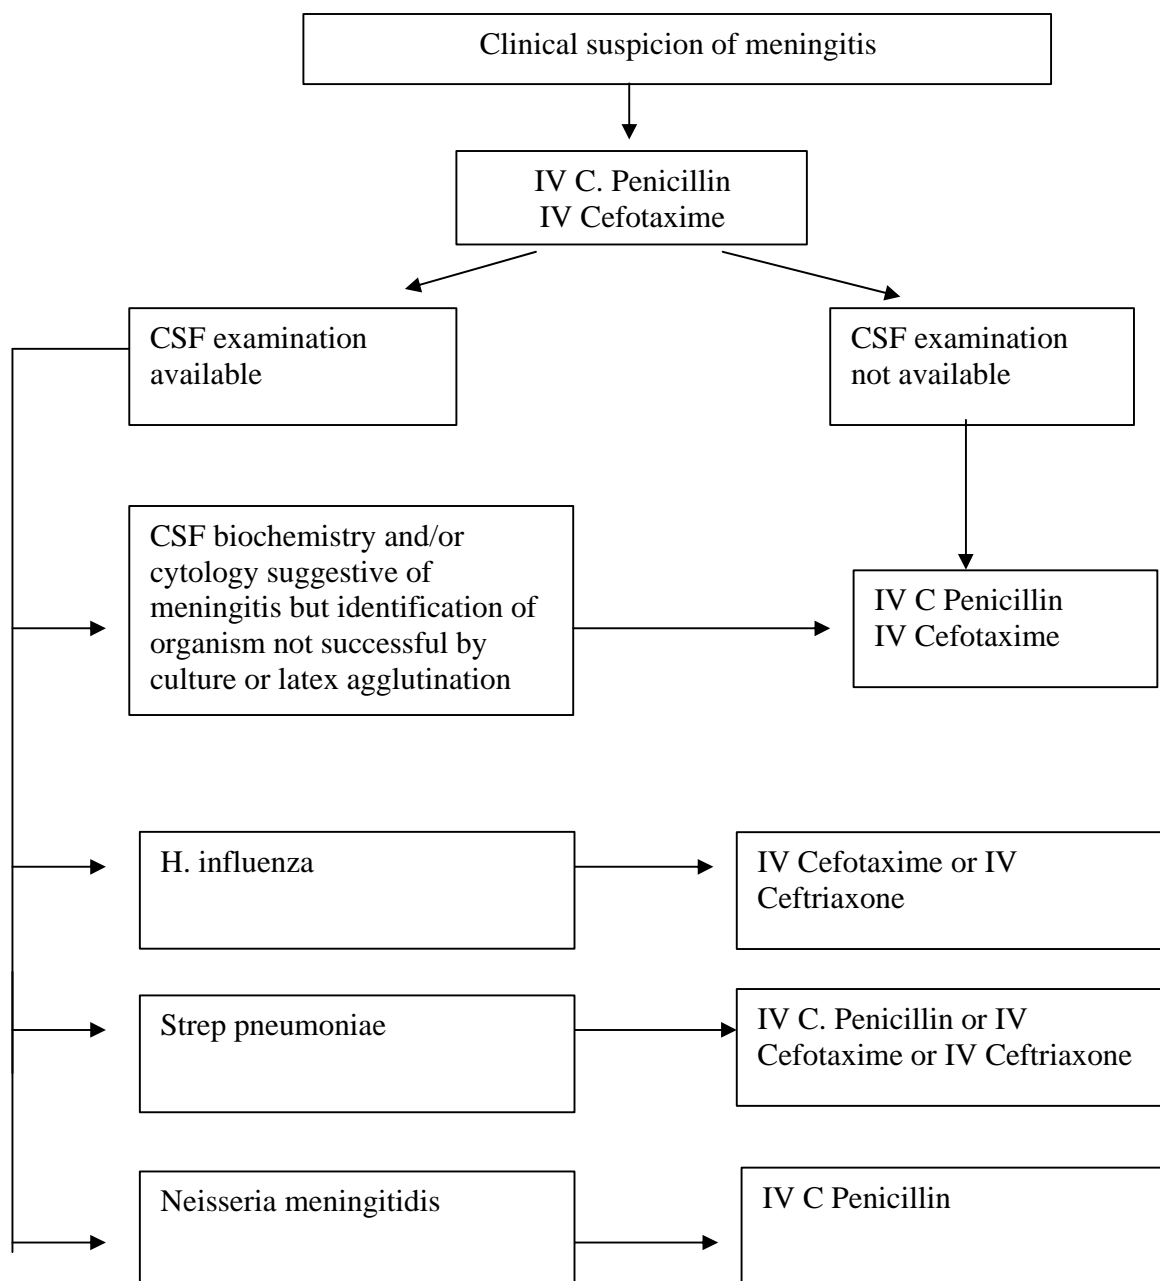 Clinical suspicion of meningitis
IV C. Penicillin
IV Cefotaxime
CSF examination
available
CSF examination
not available
CSF biochemistry and/or
cytology suggestive of
meningitis but identification of
organism not successful by
culture or latex agglutination
IV C Penicillin
IV Cefotaxime
H. influenza
IV Cefotaxime or IV
Ceftriaxone
Strep pneumoniae
IV C. Penicillin or IV
Cefotaxime or IV Ceftriaxone
Neisseria meningitidis
IV C Penicillin